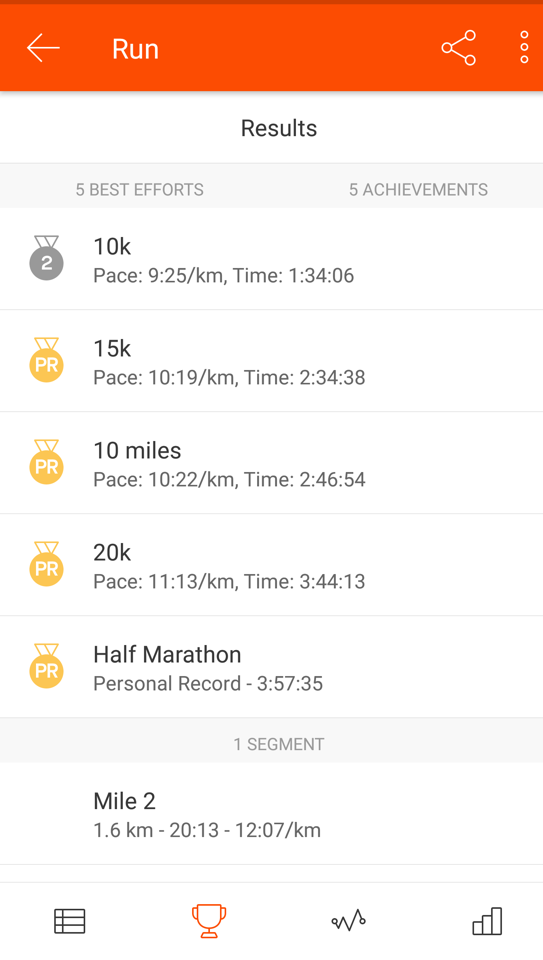 Run
Results
5 BEST EFFORTS 5 ACHIEVEMENTS
2
10k
Pace: 9:25/km, Time: 1:34:06
PR
15k
Pace: 10:19/km, Time: 2:34:38
PR
10 miles
Pace: 10:22/km, Time: 2:46:54
PR
20k
Pace: 11:13/km, Time: 3:44:13
PR
Half Marathon
Personal Record - 3:57:35
1 SEGMENT
Mile 2
1.6 km - 20:13 - 12:07/km